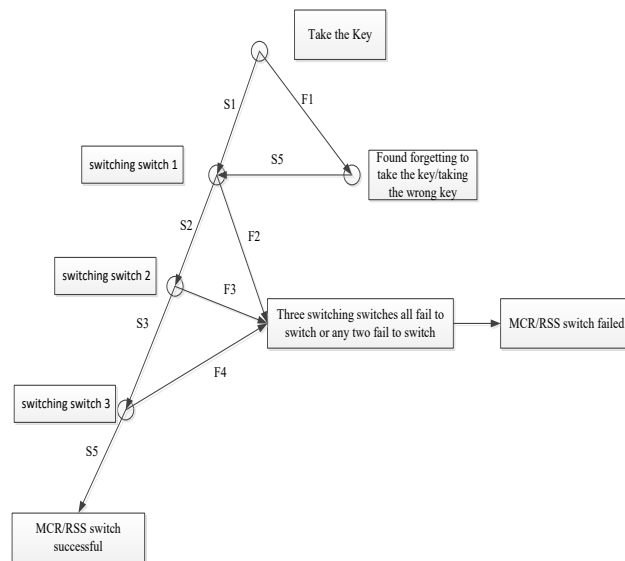 Take the Key
S1
F1
switching switch 1
S5
Found forgetting to
take the key/taking
the wrong key
S2
F2
switching switch 2
F3
Three switching switches all fail to
switch or any two fail to switch
MCR/RSS switch failed
S3
F4
switching switch 3
S5
MCR/RSS switch
successful